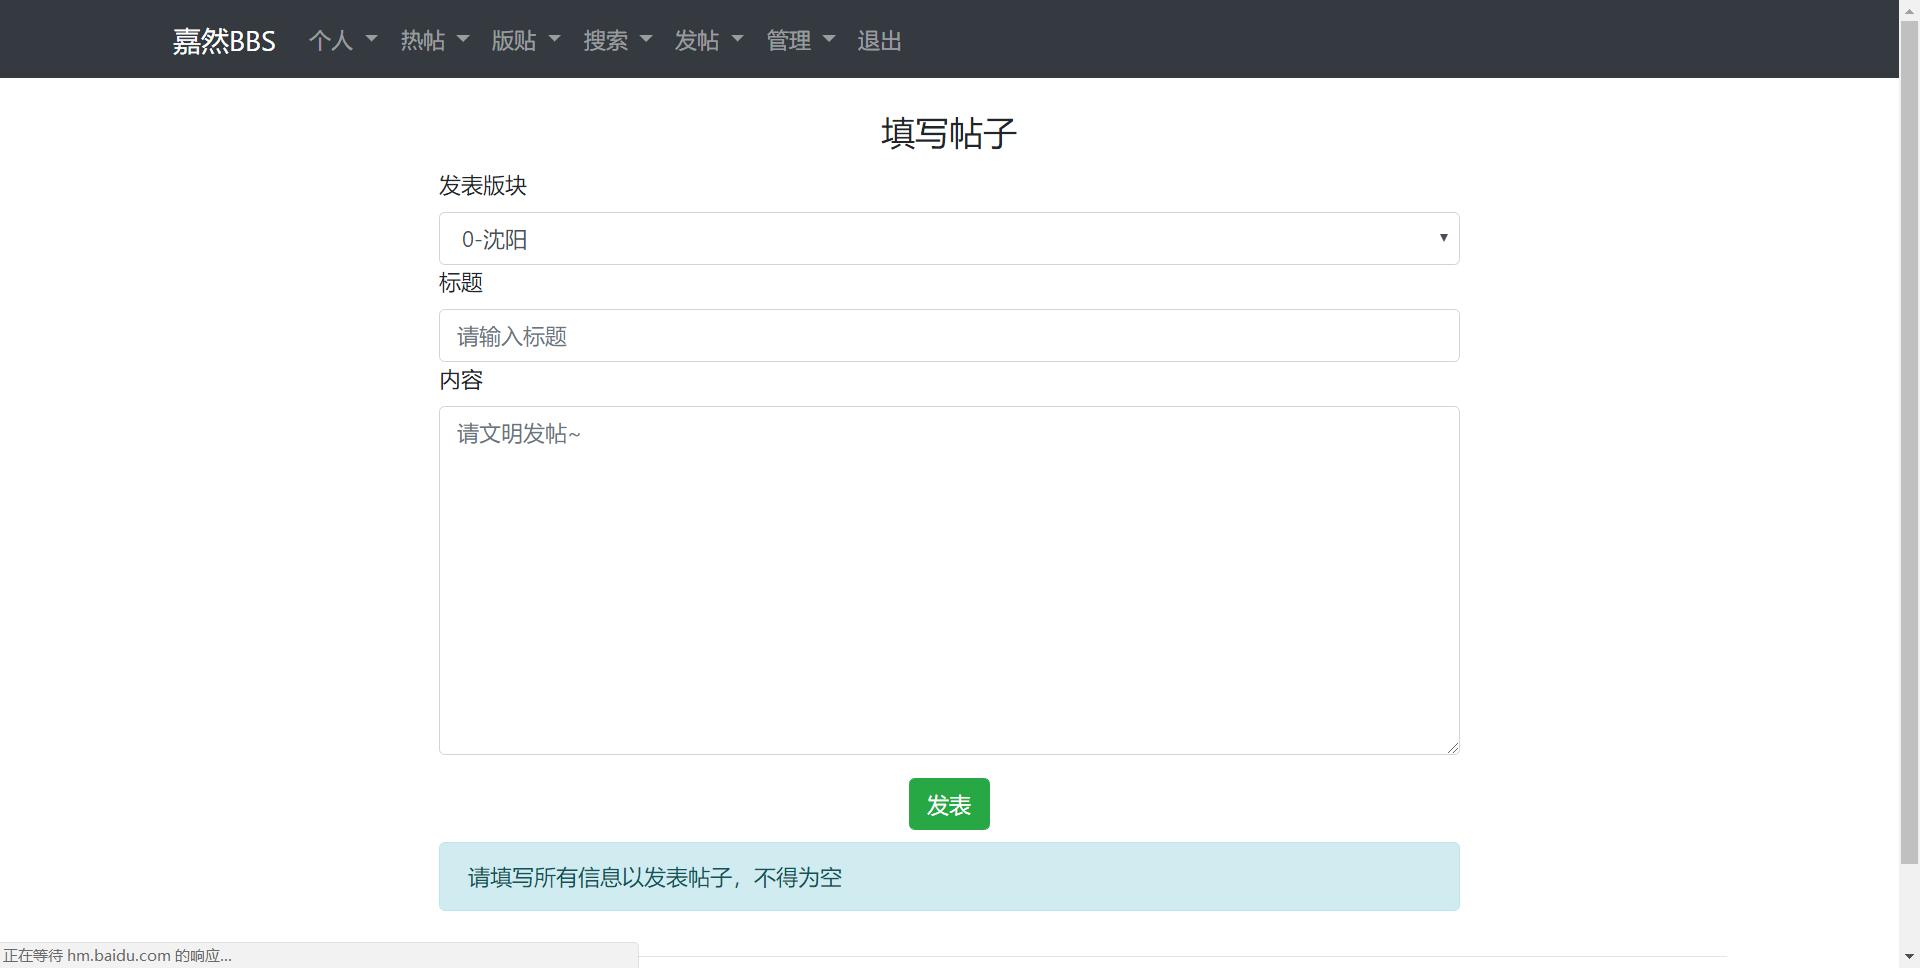 嘉然BBS 个人 热帖 版贴 搜索 发帖 管理 退出
填写帖子
发表版块
0-沈阳
标题
请输入标题
内容
请文明发帖~
发表
请填写所有信息以发表帖子，不得为空
正在等待 hm.baidu.com 的响应...